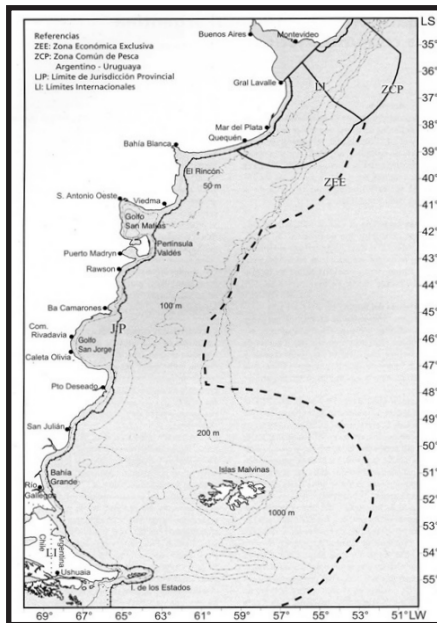 LS
Referencias
ZEE: Zona Económica Exclusiva
ZCP: Zona Común de Pesca
Argentino - Uruguaya
LJP: Límite de Jurisdicción Provincial
LI: Límites Internacionales
Buenos Aires
Montevideo
35°
36°
Gral Lavalle
LI
ZCP
37°
Mar del Plata
38°
Quequén
Bahía Blanca
39°
El Rincón
ZEE
50 m
40°
S. Antonio Oeste
Viedma
41°
Golfo
San Matías
42°
Península
Valdés
Puerto Madryn
43°
Rawson
44°
100 m
Ba Camarones
45°
Com.
Rivadavia
JP
46°
Golfo
San Jorge
Caleta Olivia
47°
Pto Deseado
48°
49°
San Julián
200 m
50°
Bahía
Grande
Islas Malvinas
51°
Río
Gallegos
52°
1000 m
53°
Chile
Argentina
LI
54°
Ushuaia
55°
I. de los Estados
69°
67°
65°
63°
61°
59°
57°
55°
53°
51°LW